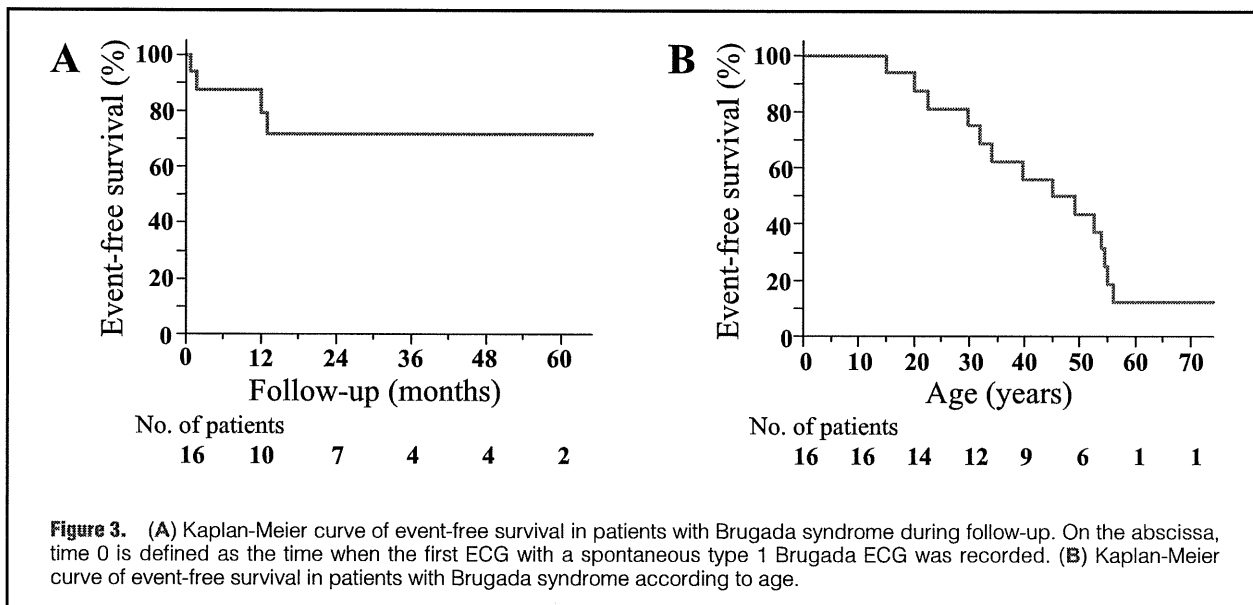 A
Event-free survival (%)
100
80
60
40
20
0
0 12 24 36 48 60
Follow-up (months)
No. of patients
16 10 7 4 4 2
B
Event-free survival (%)
100
80
60
40
20
0
0 10 20 30 40 50 60 70
Age (years)
No. of patients
16 16 14 12 9 6 1 1
Figure 3. (A) Kaplan-Meier curve of event-free survival in patients with Brugada syndrome during follow-up. On the abscissa,
time 0 is defined as the time when the first ECG with a spontaneous type 1 Brugada ECG was recorded. (B) Kaplan-Meier
curve of event-free survival in patients with Brugada syndrome according to age.